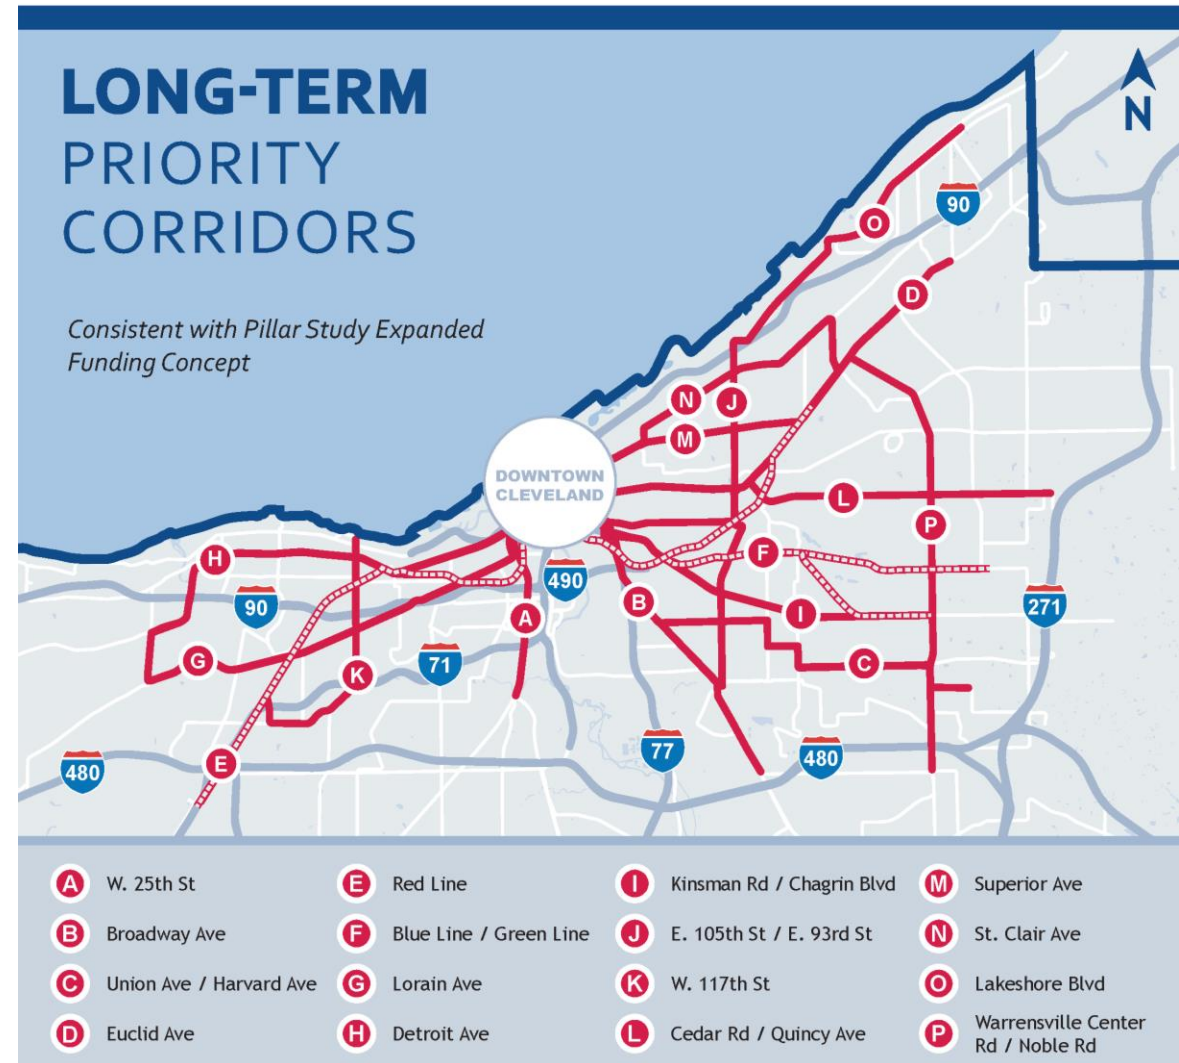 LONG-TERM
PRIORITY
CORRIDORS
Consistent with Pillar Study Expanded
Funding Concept
N
90
O
D
N
J
M
DOWNTOWN
CLEVELAND
L
P
H
F
490
90
B
271
A
I
G
71
C
K
77
480
E
480
A W. 25th St
B Broadway Ave
C Union Ave / Harvard Ave
D Euclid Ave
E Red Line
F Blue Line / Green Line
G Lorain Ave
H Detroit Ave
I Kinsman Rd / Chagrin Blvd
J E. 105th St / E. 93rd St
K W. 117th St
L Cedar Rd / Quincy Ave
M Superior Ave
N St. Clair Ave
O Lakeshore Blvd
P Warrensville Center
Rd / Noble Rd